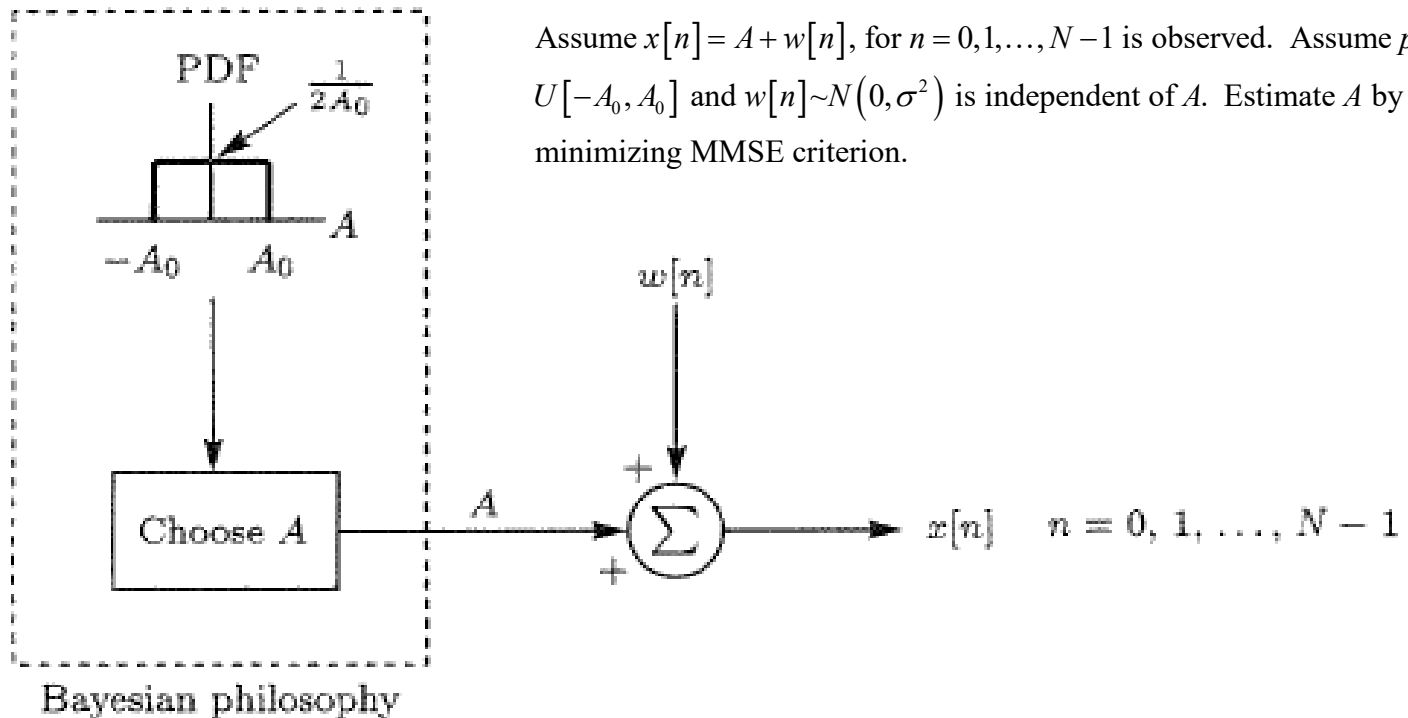 Assume x[n] = A + w[n], for n = 0,1,…, N −1 is observed. Assume p
U[−A₀, A₀] and w[n]~N(0,σ²) is independent of A. Estimate A by
minimizing MMSE criterion.
PDF
1/2A₀
A
−A₀ A₀
w[n]
Choose A
A
+
+
∑
x[n] n = 0, 1, …, N − 1
Bayesian philosophy